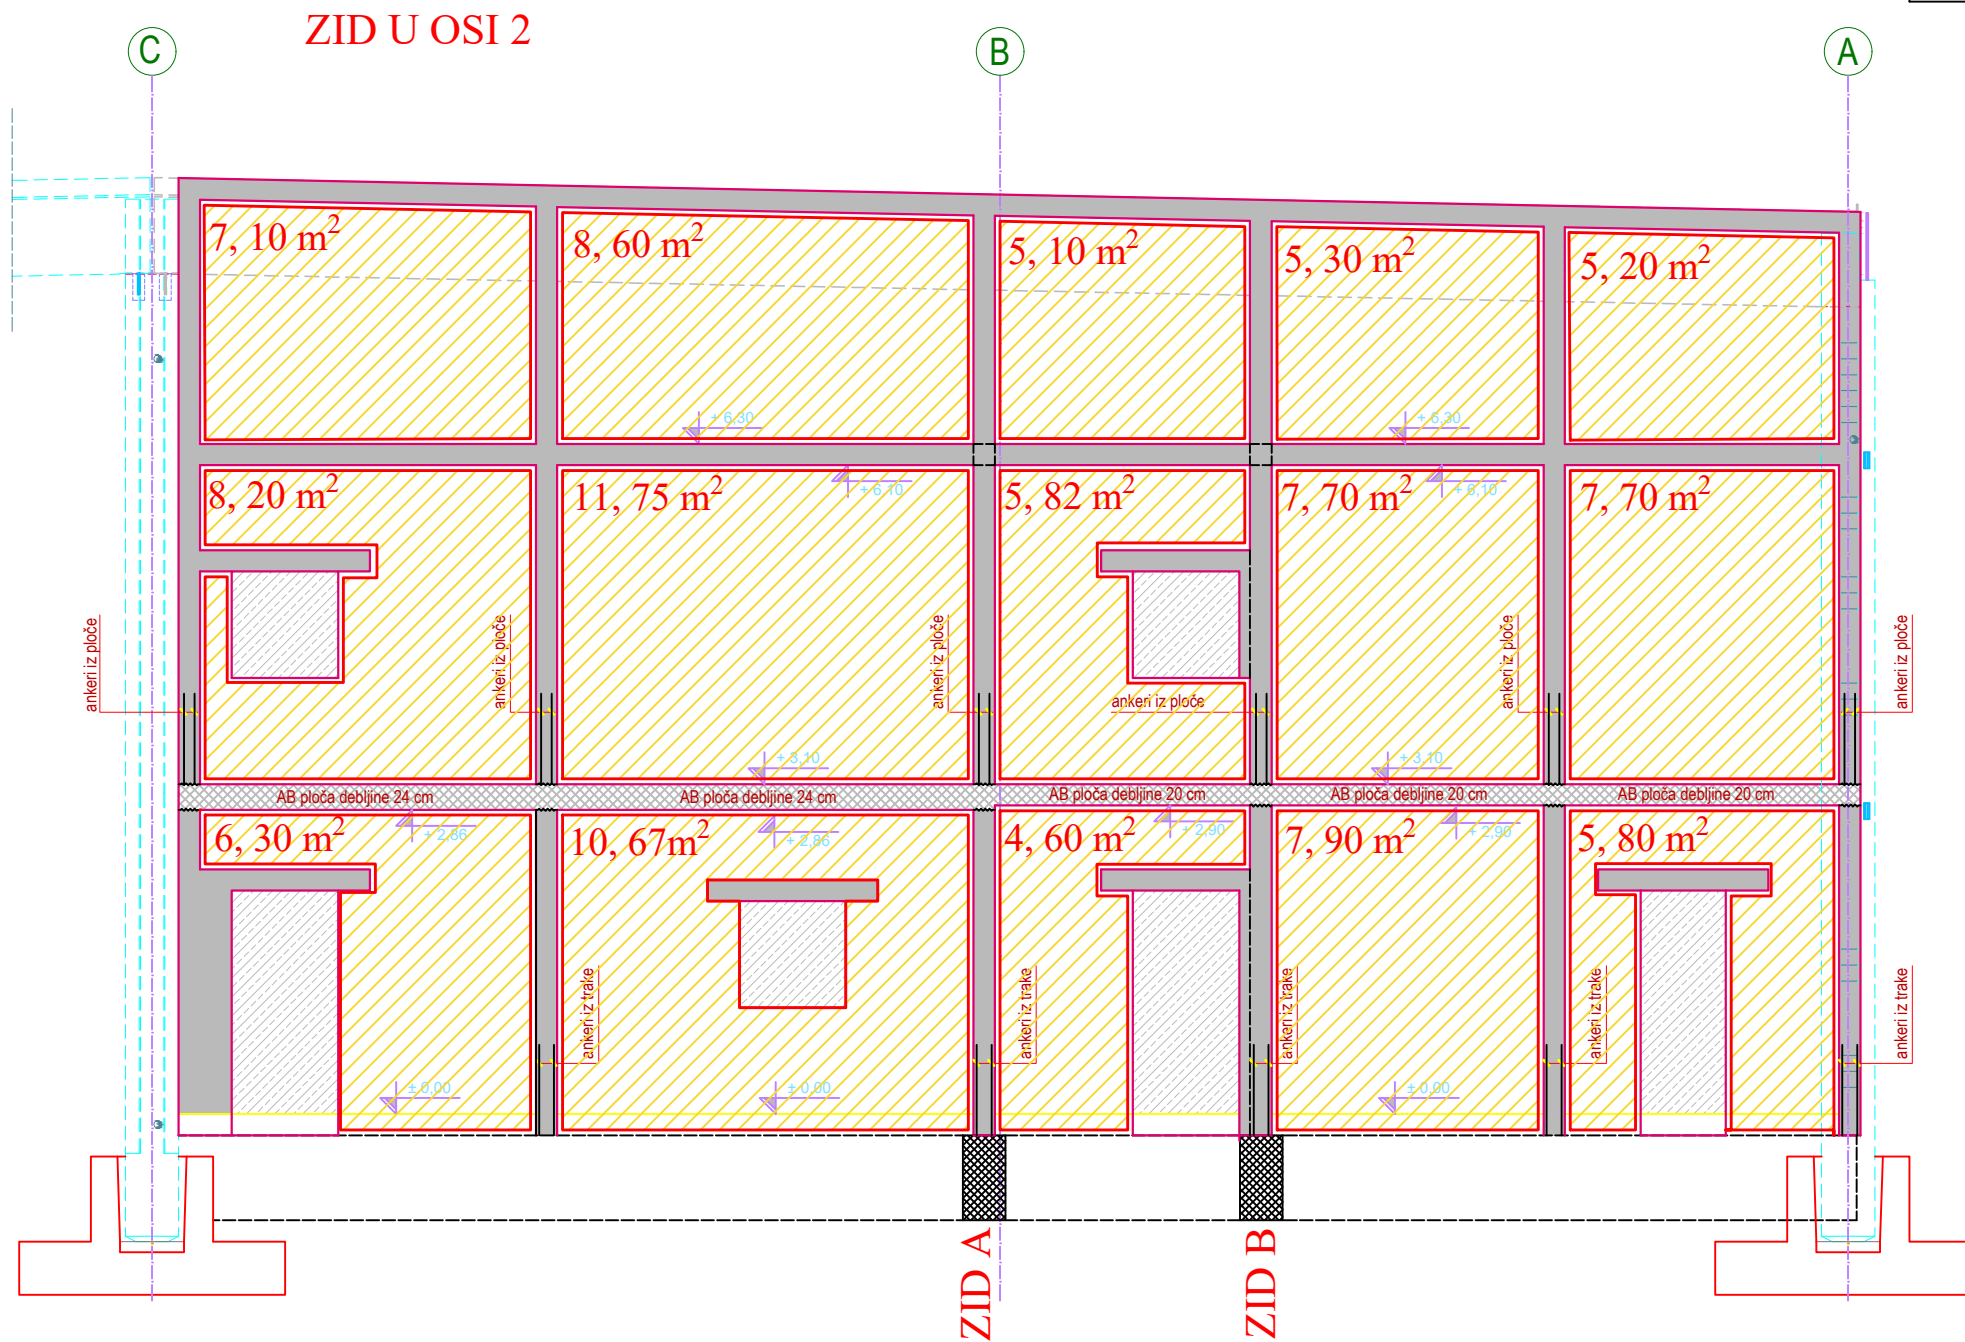 ZID U OSI 2
C
B
A
7, 10 m²
8, 60 m²
5, 10 m²
5, 30 m²
5, 20 m²
+ 6,30
+ 6,30
8, 20 m²
11, 75 m²
+ 6,10
5, 82 m²
7, 70 m²
+ 6,10
7, 70 m²
ankeri iz ploče
ankeri iz ploče
ankeri iz ploče
ankeri iz ploče
ankeri iz ploče
ankeri iz ploče
+ 3,10
+ 3,10
AB ploča debljine 24 cm
AB ploča debljine 24 cm
AB ploča debljine 20 cm
AB ploča debljine 20 cm
AB ploča debljine 20 cm
6, 30 m²
+ 2,86
10, 67m²
+ 2,86
4, 60 m²
+ 2,90
7, 90 m²
+ 2,90
5, 80 m²
ankeri iz trake
ankeri iz trake
ankeri iz trake
ankeri iz trake
ankeri iz trake
± 0,00
± 0,00
± 0,00
ZID A
ZID B